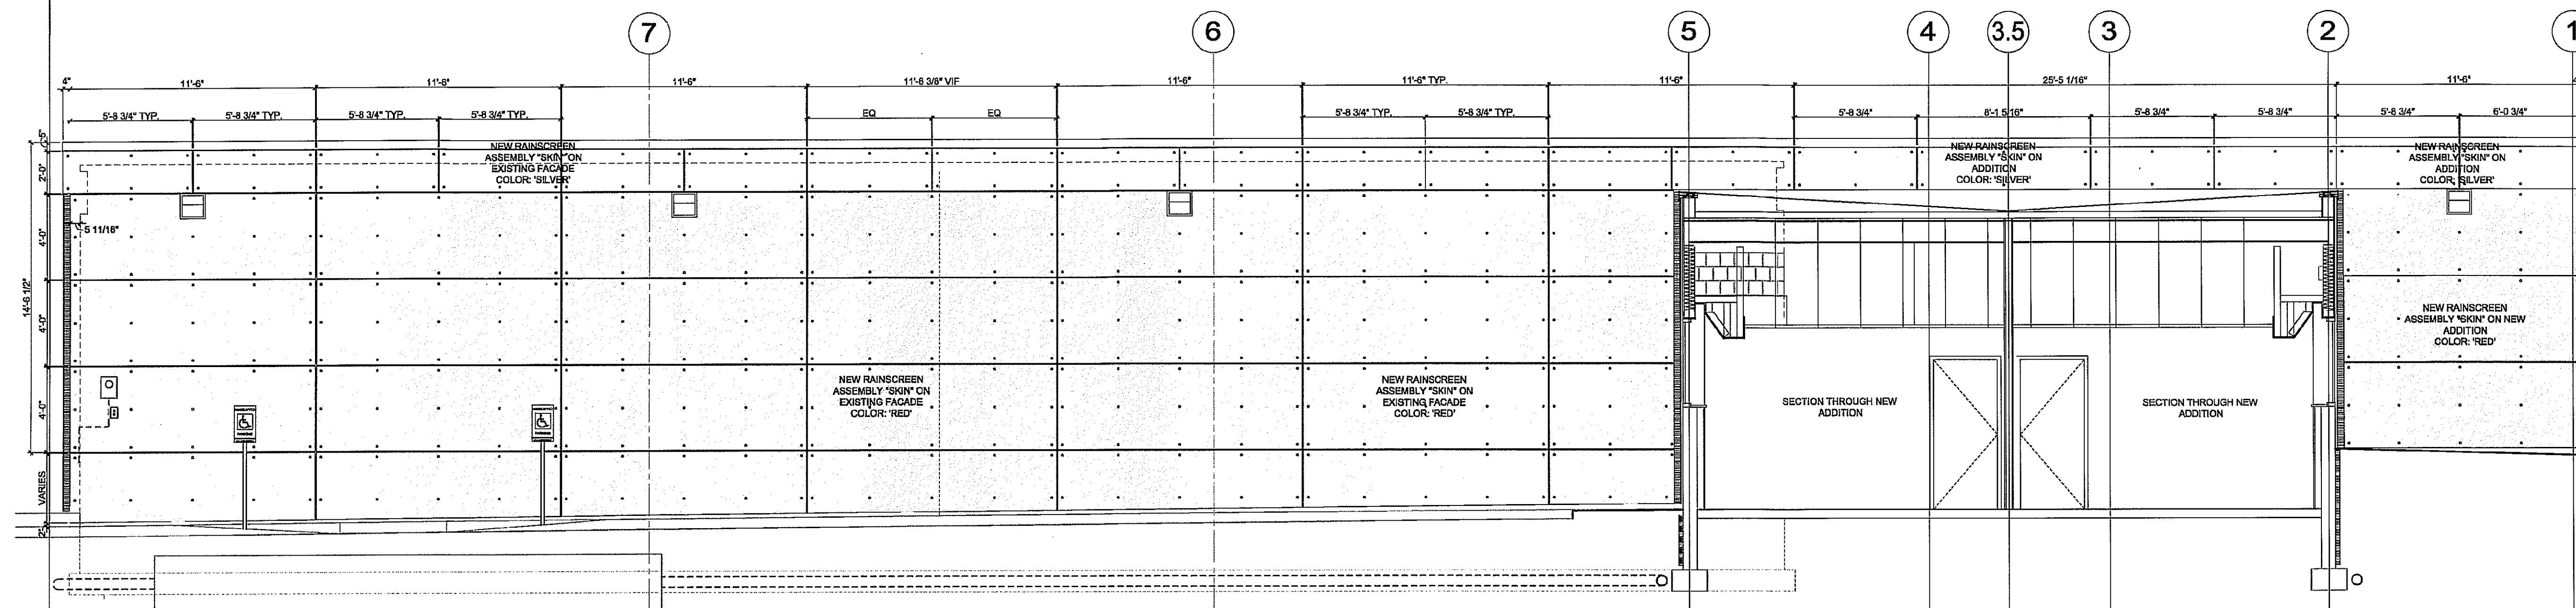 7
6
5
4
3.5
3
2
1
4"
11'-6"
11'-6"
11'-6"
11'-8 3/8" VIF
11'-6"
11'-6" TYP.
11'-6"
25'-5 1/16"
11'-6"
5'-8 3/4" TYP.
5'-8 3/4" TYP.
5'-8 3/4" TYP.
5'-8 3/4" TYP.
EQ
EQ
5'-8 3/4" TYP.
5'-8 3/4" TYP.
5'-8 3/4"
8'-1 5/16"
5'-8 3/4"
5'-8 3/4"
5'-8 3/4"
6'-0 3/4"
0'-5"
2'-0"
4'-0"
4'-0"
4'-0"
14'-6 1/2"
VARIES
2"
5 11/16"
NEW RAINSCREEN
ASSEMBLY "SKIN" ON
EXISTING FACADE
COLOR: 'SILVER'
NEW RAINSCREEN
ASSEMBLY "SKIN" ON
ADDITION
COLOR: 'SILVER'
NEW RAINSCREEN
ASSEMBLY "SKIN" ON
ADDITION
COLOR: 'SILVER'
NEW RAINSCREEN
ASSEMBLY "SKIN" ON
EXISTING FACADE
COLOR: 'RED'
NEW RAINSCREEN
ASSEMBLY "SKIN" ON
EXISTING FACADE
COLOR: 'RED'
SECTION THROUGH NEW
ADDITION
SECTION THROUGH NEW
ADDITION
NEW RAINSCREEN
ASSEMBLY "SKIN" ON NEW
ADDITION
COLOR: 'RED'